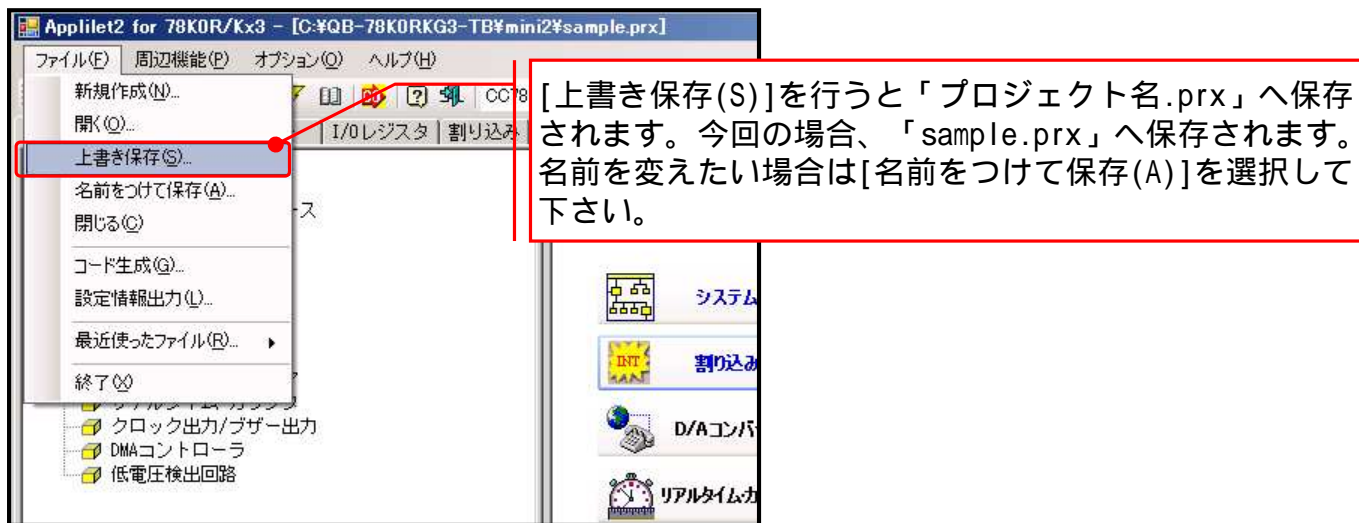 Applilet2 for 78K0R/Kx3 - [C:¥QB-78K0RKG3-TB¥mini2¥sample.prx]
ファイル(F) 周辺機能(P) オプション(O) ヘルプ(H)
新規作成(N)...
CC78
開く(O)...
I/Oレジスタ 割り込み
上書き保存(S)...
名前をつけて保存(A)...
ース
閉じる(C)
コード生成(G)...
設定情報出力(L)...
最近使ったファイル(R)...
終了(X)
クロック出力/ブザー出力
DMAコントローラ
低電圧検出回路
[上書き保存(S)]を行うと「プロジェクト名.prx」へ保存
されます。今回の場合、「sample.prx」へ保存されます。
名前を変えたい場合は[名前をつけて保存(A)]を選択して
下さい。
システム
INT 割り込み
D/Aコンバ
リアルタイム・カ